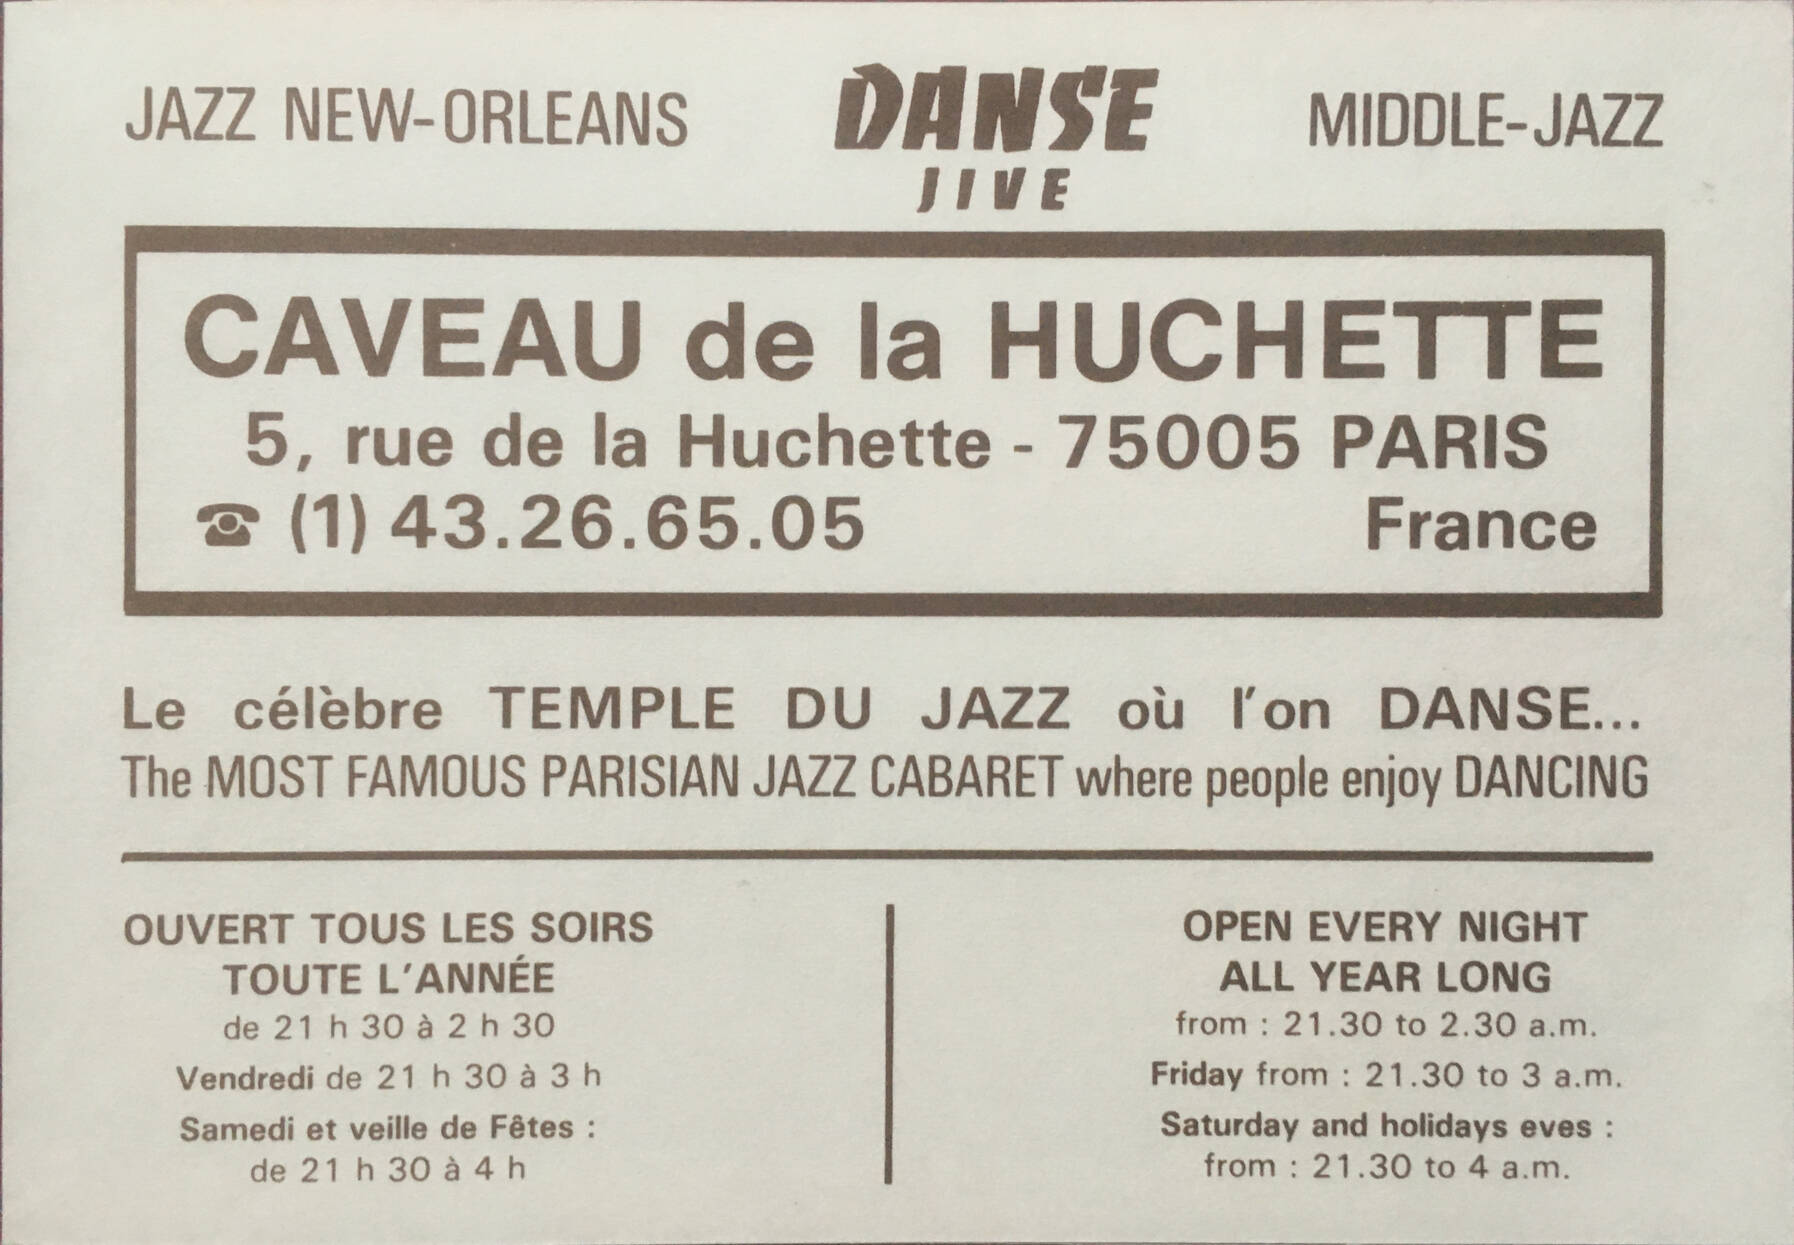 JAZZ NEW-ORLEANS DANSE MIDDLE-JAZZ
JIVE
CAVEAU de la HUCHETTE
5, rue de la Huchette - 75005 PARIS
☎ (1) 43.26.65.05 France
Le célèbre TEMPLE DU JAZZ où l'on DANSE...
The MOST FAMOUS PARISIAN JAZZ CABARET where people enjoy DANCING
OUVERT TOUS LES SOIRS
TOUTE L'ANNÉE
de 21 h 30 à 2 h 30
Vendredi de 21 h 30 à 3 h
Samedi et veille de Fêtes :
de 21 h 30 à 4 h
OPEN EVERY NIGHT
ALL YEAR LONG
from : 21.30 to 2.30 a.m.
Friday from : 21.30 to 3 a.m.
Saturday and holidays eves :
from : 21.30 to 4 a.m.